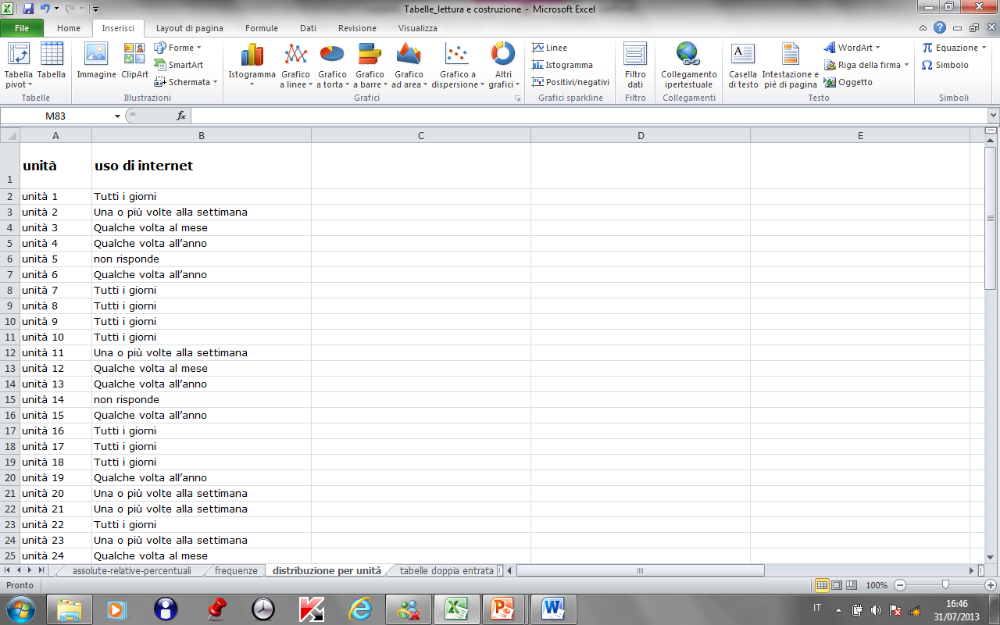 Tabelle_lettura e costruzione - Microsoft Excel
File Home Inserisci Layout di pagina Formule Dati Revisione Visualizza
Tabella pivot Tabella Immagine ClipArt Forme SmartArt Schermata Istogramma Grafico a linee Grafico a torta Grafico a barre Grafico ad area Grafico a dispersione Altri grafici Linee Istogramma Positivi/negativi Filtro dati Collegamento ipertestuale Casella di testo Intestazione e piè di pagina WordArt Riga della firma Oggetto Equazione Simbolo
Tabelle Illustrazioni Grafici Grafici sparkline Filtro Collegamenti Testo Simboli
M83 fx
A B C D E
1 unità uso di internet
2 unità 1 Tutti i giorni
3 unità 2 Una o più volte alla settimana
4 unità 3 Qualche volta al mese
5 unità 4 Qualche volta all’anno
6 unità 5 non risponde
7 unità 6 Qualche volta all’anno
8 unità 7 Tutti i giorni
9 unità 8 Tutti i giorni
10 unità 9 Tutti i giorni
11 unità 10 Tutti i giorni
12 unità 11 Una o più volte alla settimana
13 unità 12 Qualche volta al mese
14 unità 13 Qualche volta all’anno
15 unità 14 non risponde
16 unità 15 Qualche volta all’anno
17 unità 16 Tutti i giorni
18 unità 17 Tutti i giorni
19 unità 18 Tutti i giorni
20 unità 19 Qualche volta all’anno
21 unità 20 Una o più volte alla settimana
22 unità 21 Una o più volte alla settimana
23 unità 22 Tutti i giorni
24 unità 23 Una o più volte alla settimana
25 unità 24 Qualche volta al mese
assolute-relative-percentuali frequenze distribuzione per unità tabelle doppia entrata
Pronto 100%
IT 16:46
31/07/2013